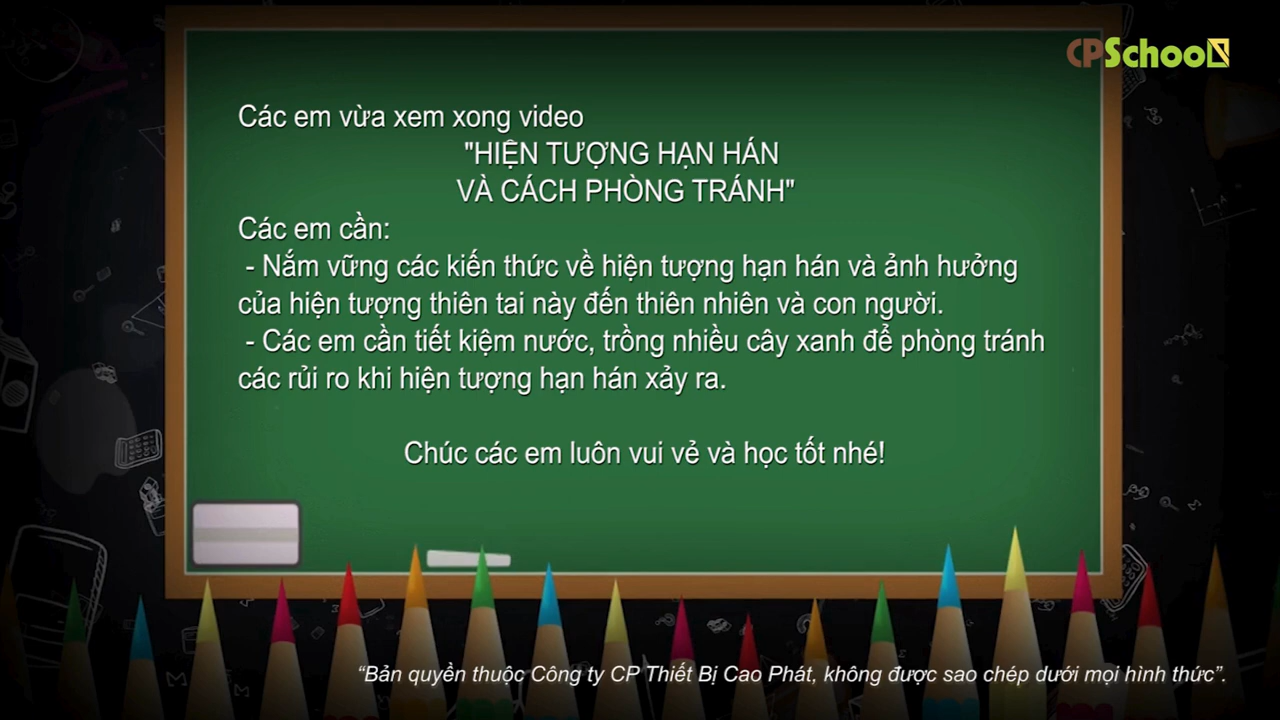 CPSchool
Các em vừa xem xong video
"HIỆN TƯỢNG HẠN HÁN
VÀ CÁCH PHÒNG TRÁNH"
Các em cần:
- Nắm vững các kiến thức về hiện tượng hạn hán và ảnh hưởng
của hiện tượng thiên tai này đến thiên nhiên và con người.
- Các em cần tiết kiệm nước, trồng nhiều cây xanh để phòng tránh
các rủi ro khi hiện tượng hạn hán xảy ra.
Chúc các em luôn vui vẻ và học tốt nhé!
“Bản quyền thuộc Công ty CP Thiết Bị Cao Phát, không được sao chép dưới mọi hình thức”.